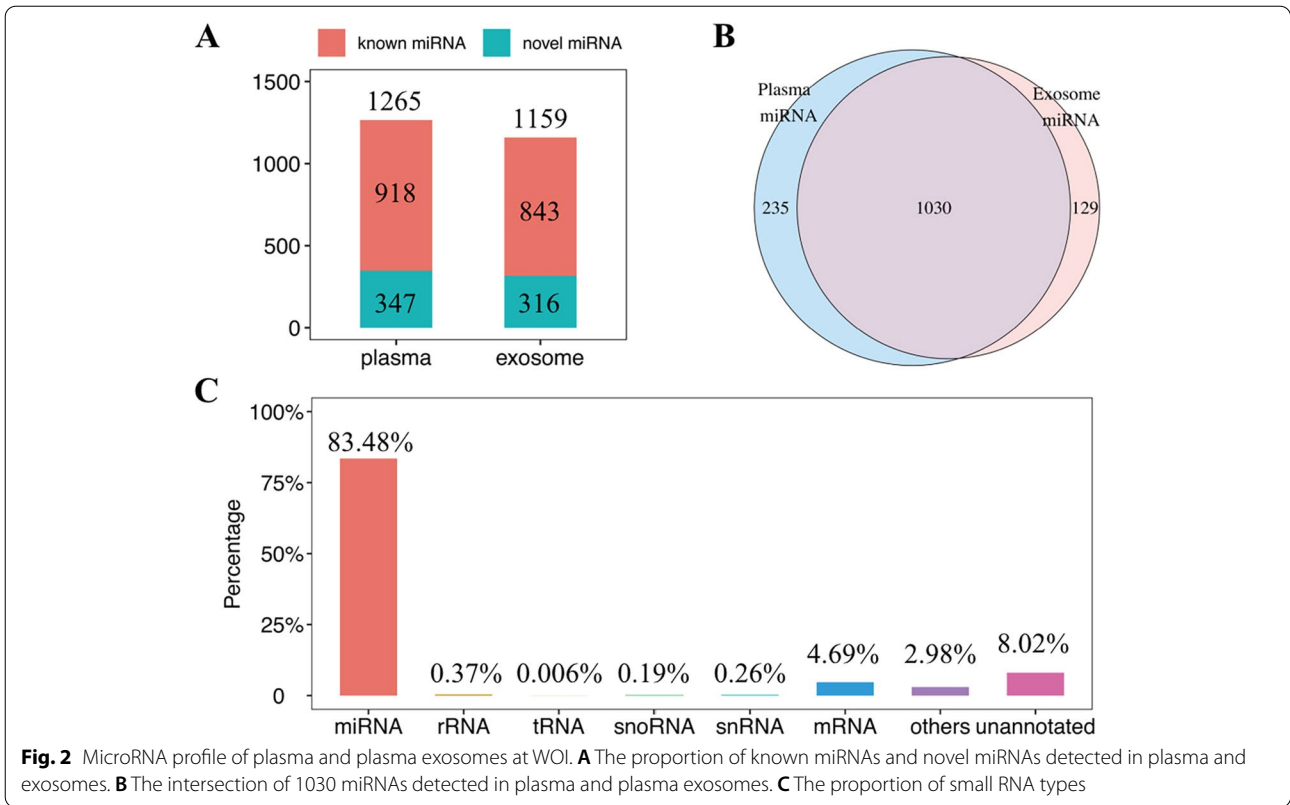 A
known miRNA novel miRNA
1500
1000
500
0
1265
918
347
1159
843
316
plasma exosome
B
Plasma
miRNA
Exosome
miRNA
235 1030 129
C
Percentage
100%
75%
50%
25%
0
83.48% 0.37% 0.006% 0.19% 0.26% 4.69% 2.98% 8.02%
miRNA rRNA tRNA snoRNA snRNA mRNA others unannotated
Fig. 2 MicroRNA profile of plasma and plasma exosomes at WOI. A The proportion of known miRNAs and novel miRNAs detected in plasma and
exosomes. B The intersection of 1030 miRNAs detected in plasma and plasma exosomes. C The proportion of small RNA types